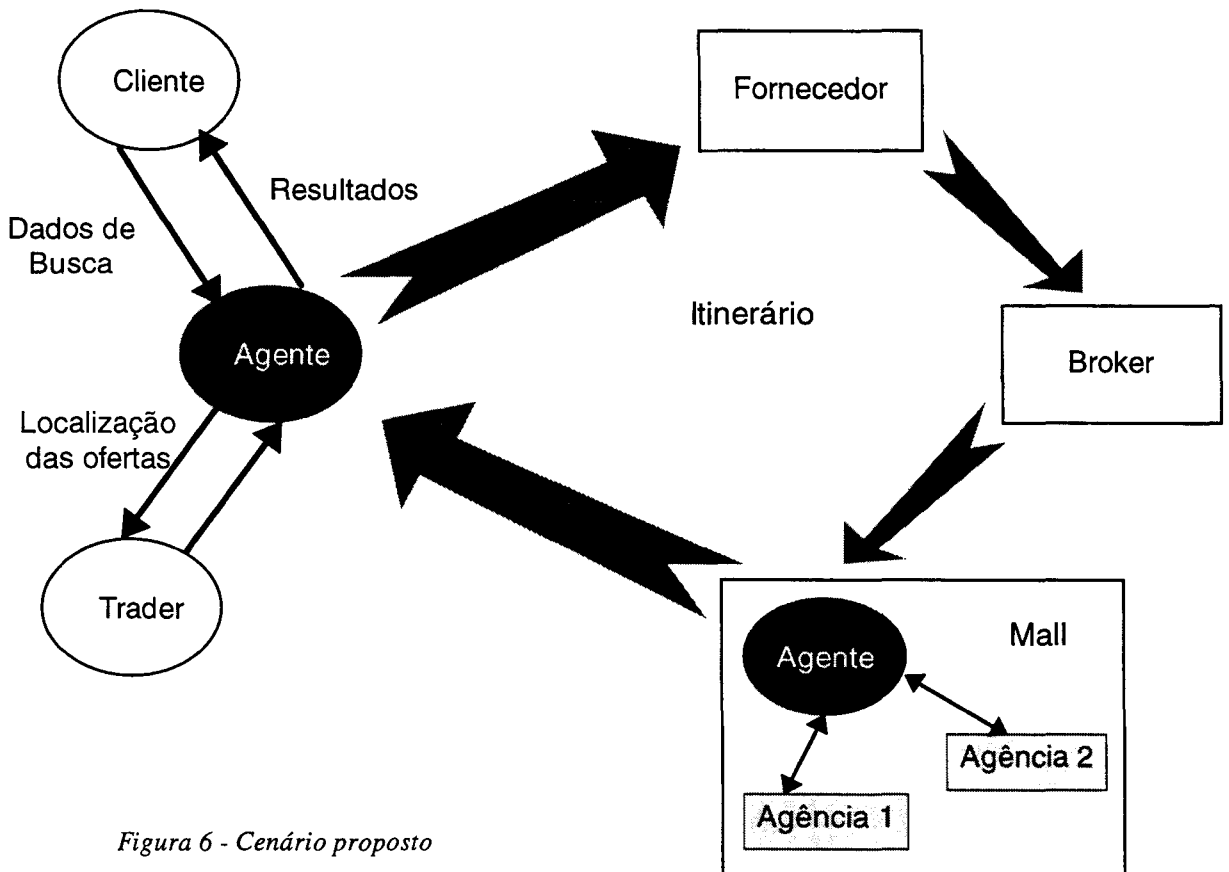 Cliente
Fornecedor
Resultados
Dados de
Busca
Itinerário
Agente
Broker
Localização
das ofertas
Trader
Mall
Agente
Agência 2
Agência 1
Figura 6 - Cenário proposto